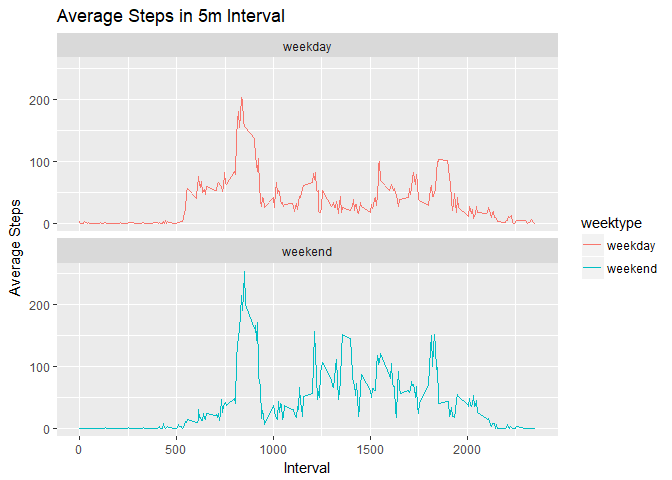 Average Steps in 5m Interval
weekday
200
100
0
weekend
200
100
0
Average Steps
0 500 1000 1500 2000
Interval
weektype
weekday
weekend